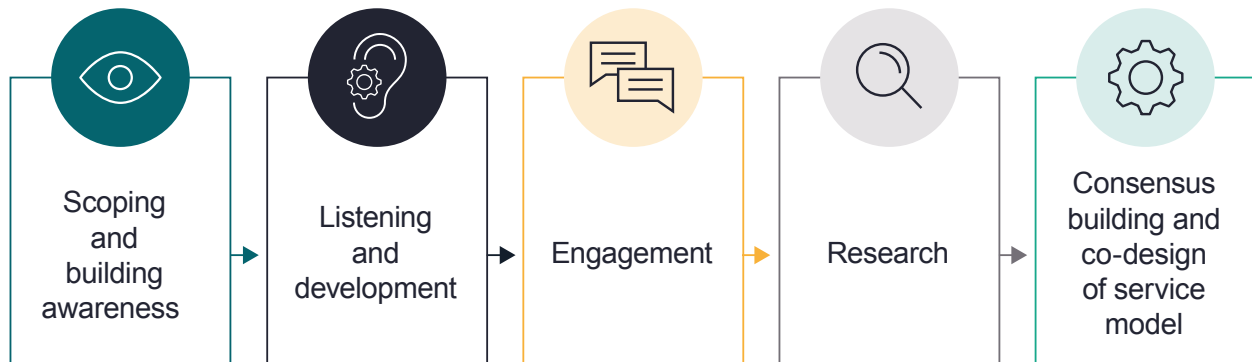 Scoping
and
building
awareness
Listening
and
development
Engagement
Research
Consensus
building and
co-design
of service
model